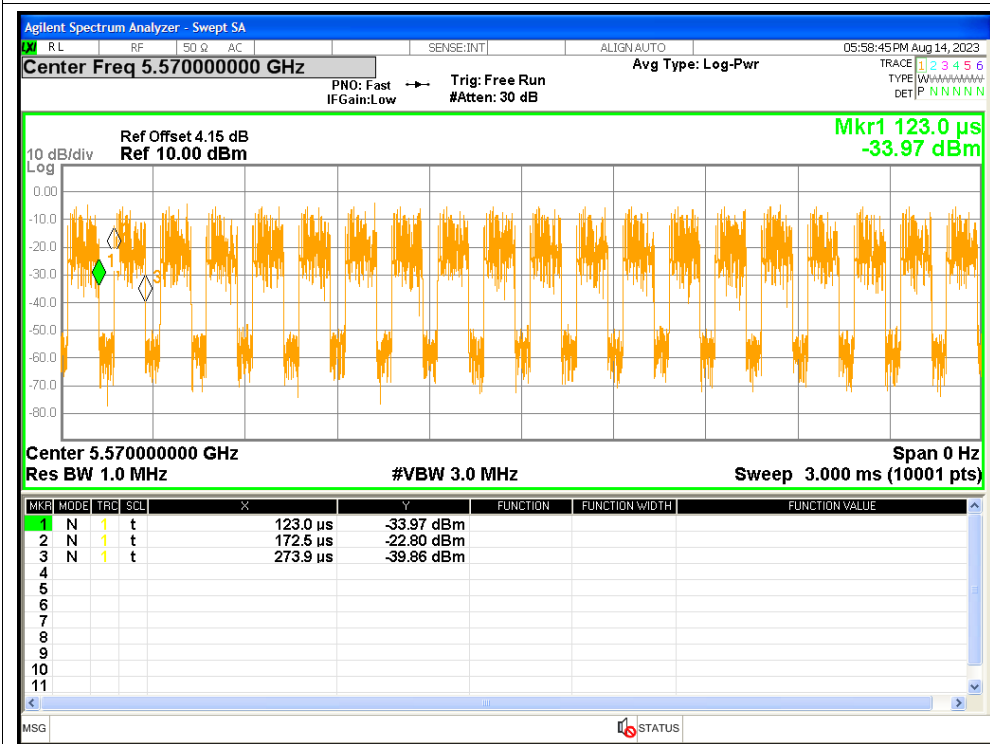 Agilent Spectrum Analyzer - Swept SA
LXI RL RF 50 Ω AC SENSE:INT ALIGN AUTO 05:58:45 PM Aug 14, 2023
Center Freq 5.570000000 GHz Avg Type: Log-Pwr TRACE 1 2 3 4 5 6
PNO: Fast Trig: Free Run TYPE W
IFGain:Low #Atten: 30 dB DET P N N N N N
Mkr1 123.0 µs
Ref Offset 4.15 dB
10 dB/div Ref 10.00 dBm -33.97 dBm
Log
0.00
-10.0
-20.0
1
-30.0 3
-40.0
-50.0
-60.0
-70.0
-80.0
Center 5.570000000 GHz Span 0 Hz
Res BW 1.0 MHz #VBW 3.0 MHz Sweep 3.000 ms (10001 pts)
MKR MODE TRC SCL X Y FUNCTION FUNCTION WIDTH FUNCTION VALUE
1 N 1 t 123.0 µs -33.97 dBm
2 N 1 t 172.5 µs -22.80 dBm
3 N 1 t 273.9 µs -39.86 dBm
4
5
6
7
8
9
10
11
MSG STATUS